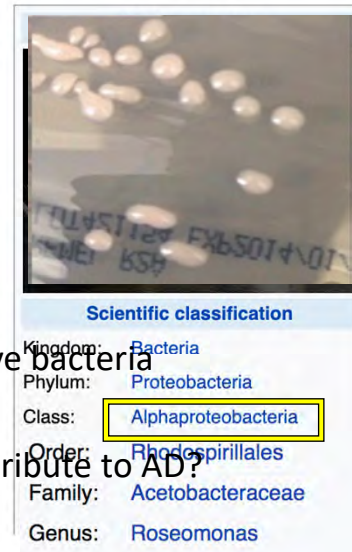 Scientific classification
Kingdom: Bacteria
ve bacteria
Phylum: Proteobacteria
Class: Alphaproteobacteria
Order: Rhodospirillales
ribute to AD?
Family: Acetobacteraceae
Genus: Roseomonas